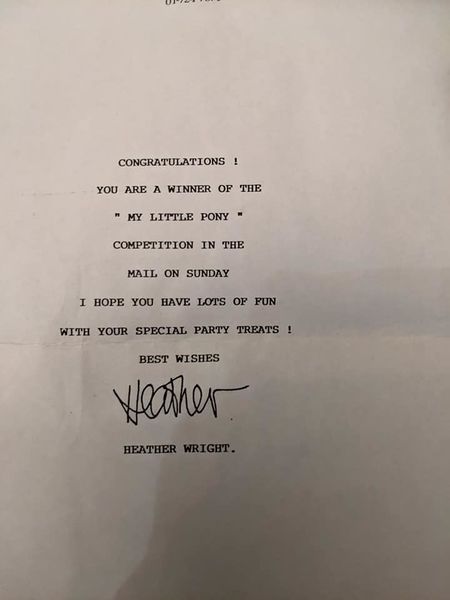 CONGRATULATIONS !
YOU ARE A WINNER OF THE
" MY LITTLE PONY "
COMPETITION IN THE
MAIL ON SUNDAY
I HOPE YOU HAVE LOTS OF FUN
WITH YOUR SPECIAL PARTY TREATS !
BEST WISHES
Heather
HEATHER WRIGHT.